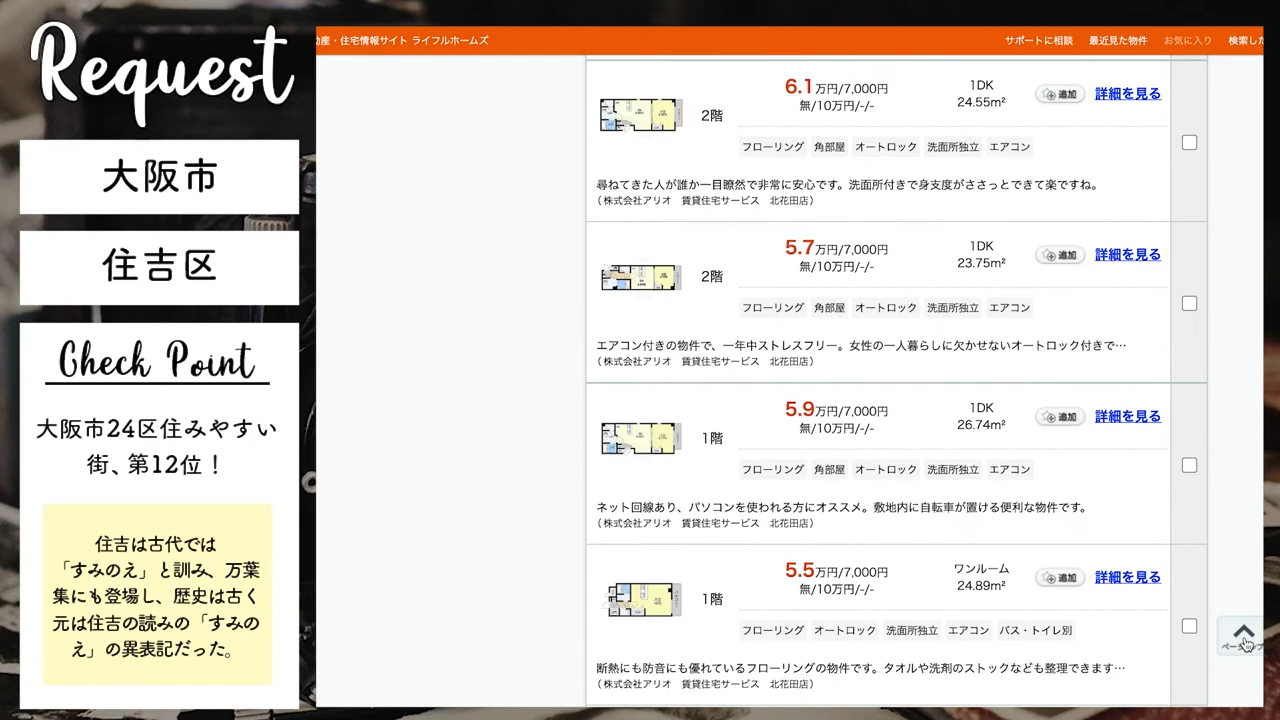 Request
大阪市
住吉区
Check Point
大阪市24区住みやすい
街、第12位！
住吉は古代では
「すみのえ」と訓み、万葉
集にも登場し、歴史は古く
元は住吉の読みの「すみの
え」の異表記だった。
動産・住宅情報サイト ライフルホームズ
サポートに相談 最近見た物件 お気に入り 検索した
2階
6.1万円/7,000円
無/10万円/-/-
1DK
24.55m²
追加
詳細を見る
フローリング 角部屋 オートロック 洗面所独立 エアコン
尋ねてきた人が誰か一目瞭然で非常に安心です。洗面所付きで身支度がささっとできて楽ですね。
（株式会社アリオ 賃貸住宅サービス 北花田店）
2階
5.7万円/7,000円
無/10万円/-/-
1DK
23.75m²
追加
詳細を見る
フローリング 角部屋 オートロック 洗面所独立 エアコン
エアコン付きの物件で、一年中ストレスフリー。女性の一人暮らしに欠かせないオートロック付きで…
（株式会社アリオ 賃貸住宅サービス 北花田店）
1階
5.9万円/7,000円
無/10万円/-/-
1DK
26.74m²
追加
詳細を見る
フローリング 角部屋 オートロック 洗面所独立 エアコン
ネット回線あり、パソコンを使われる方にオススメ。敷地内に自転車が置ける便利な物件です。
（株式会社アリオ 賃貸住宅サービス 北花田店）
1階
5.5万円/7,000円
無/10万円/-/-
ワンルーム
24.89m²
追加
詳細を見る
フローリング オートロック 洗面所独立 エアコン バス・トイレ別
断熱にも防音にも優れているフローリングの物件です。タオルや洗剤のストックなども整理できます…
（株式会社アリオ 賃貸住宅サービス 北花田店）